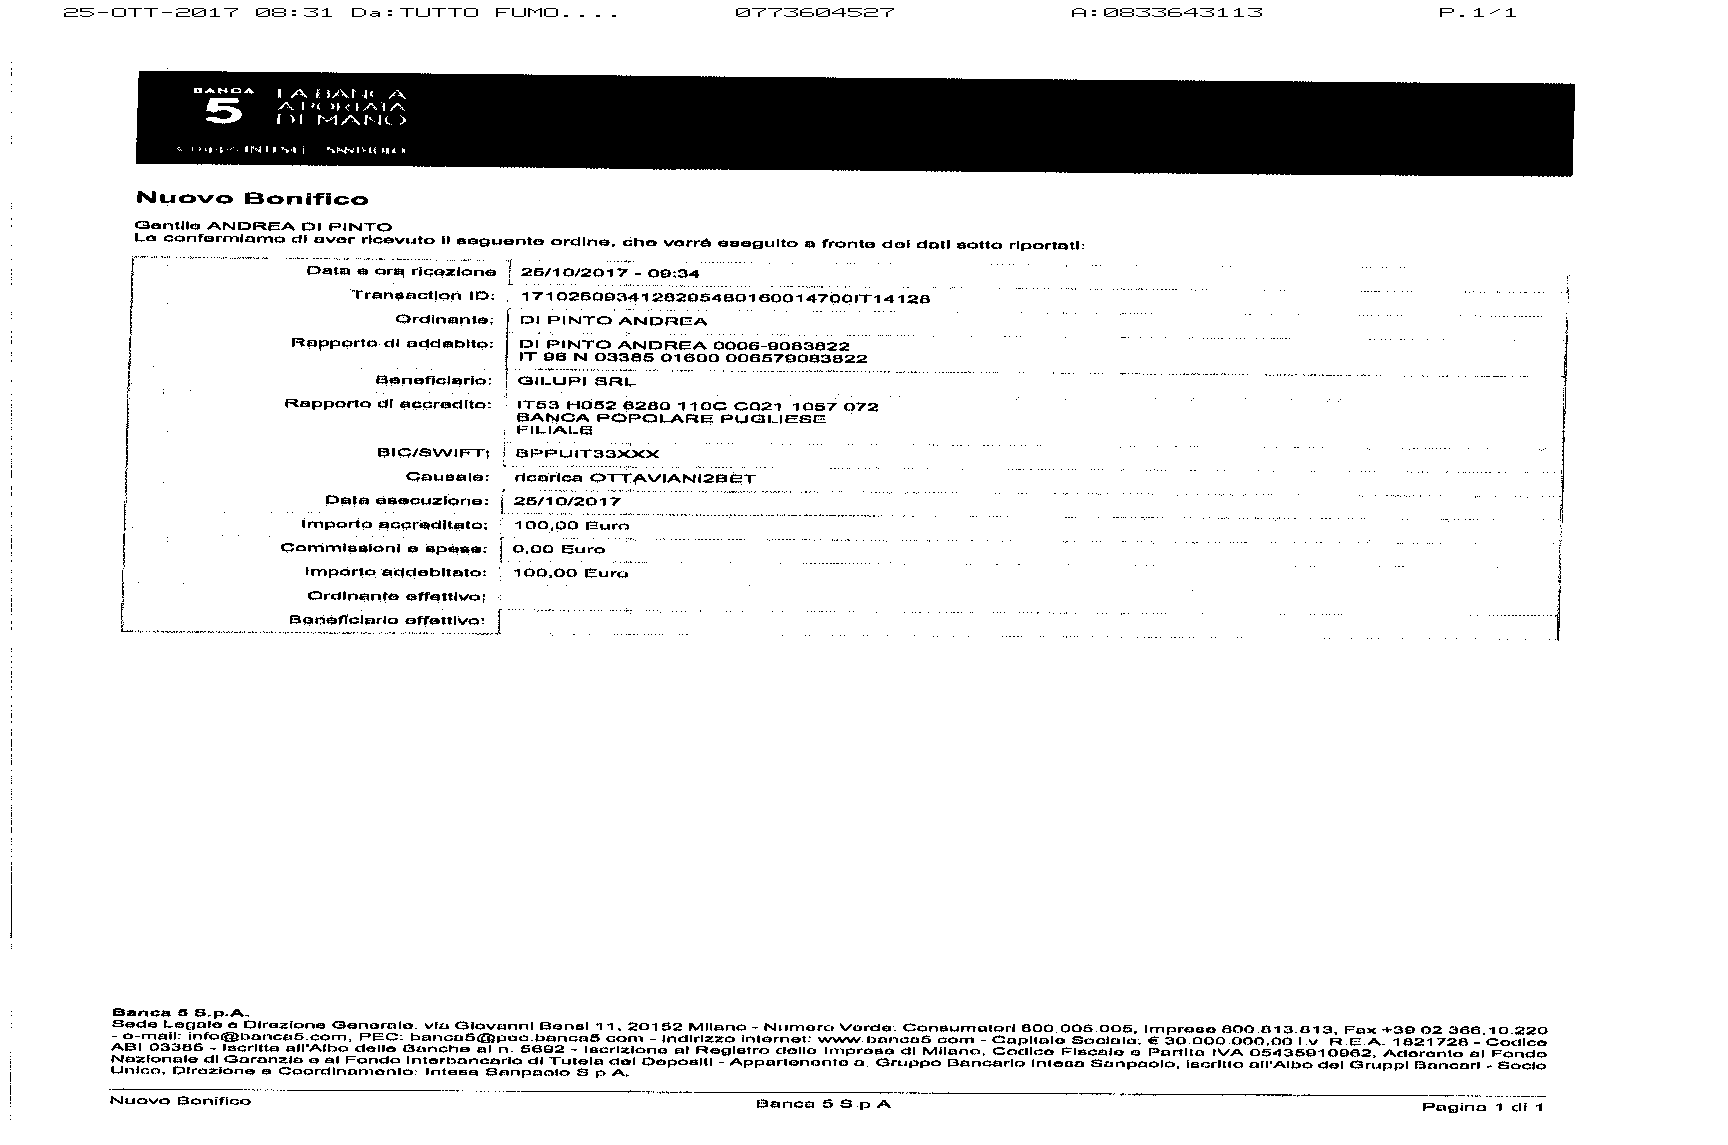 25-OTT-2017 08:31 Da:TUTTO FUMO.... 0773604527 A:0833643113 P.1/1
BANCA 5 LA BANCA
A PORTATA
DI MANO
Nuovo Bonifico
Gentile ANDREA DI PINTO
Le confermiamo di aver ricevuto il seguente ordine, che verrà eseguito a fronte dei dati sotto riportati:
Data e ora ricezione 25/10/2017 - 09:34
Transaction ID: 1710250934128205480160014700IT14128
Ordinante: DI PINTO ANDREA
Rapporto di addebito: DI PINTO ANDREA 0006-9083822
IT 96 N 03385 01600 006579083822
Beneficiario: GILUPI SRL
Rapporto di accredito: IT53 H052 6280 110C C021 1057 072
BANCA POPOLARE PUGLIESE
FILIALE
BIC/SWIFT: BPPUIT33XXX
Causale: ricarica OTTAVIANI2BET
Data esecuzione: 25/10/2017
Importo accreditato: 100,00 Euro
Commissioni e spese: 0,00 Euro
Importo addebitato: 100,00 Euro
Ordinante effettivo:
Beneficiario effettivo:
Banca 5 S.p.A.
Sede Legale e Direzione Generale: via Giovanni Bensi 11, 20152 Milano - Numero Verde: Consumatori 800.005.005, Imprese 800.813.813, Fax +39 02 366.10.220
- e-mail: info@banca5.com, PEC: banca5@pec.banca5.com - Indirizzo internet: www.banca5.com - Capitale Sociale: € 30.000.000,00 i.v. R.E.A. 1821728 - Codice
ABI 03385 - Iscritta all'Albo delle Banche al n. 5692 - Iscrizione al Registro delle Imprese di Milano, Codice Fiscale e Partita IVA 05435910962, Aderente al Fondo
Nazionale di Garanzia e al Fondo Interbancario di Tutela dei Depositi - Appartenente a: Gruppo Bancario Intesa Sanpaolo, iscritto all'Albo dei Gruppi Bancari - Socio
Unico, Direzione e Coordinamento: Intesa Sanpaolo S.p.A.
Nuovo Bonifico Banca 5 S.p.A Pagina 1 di 1